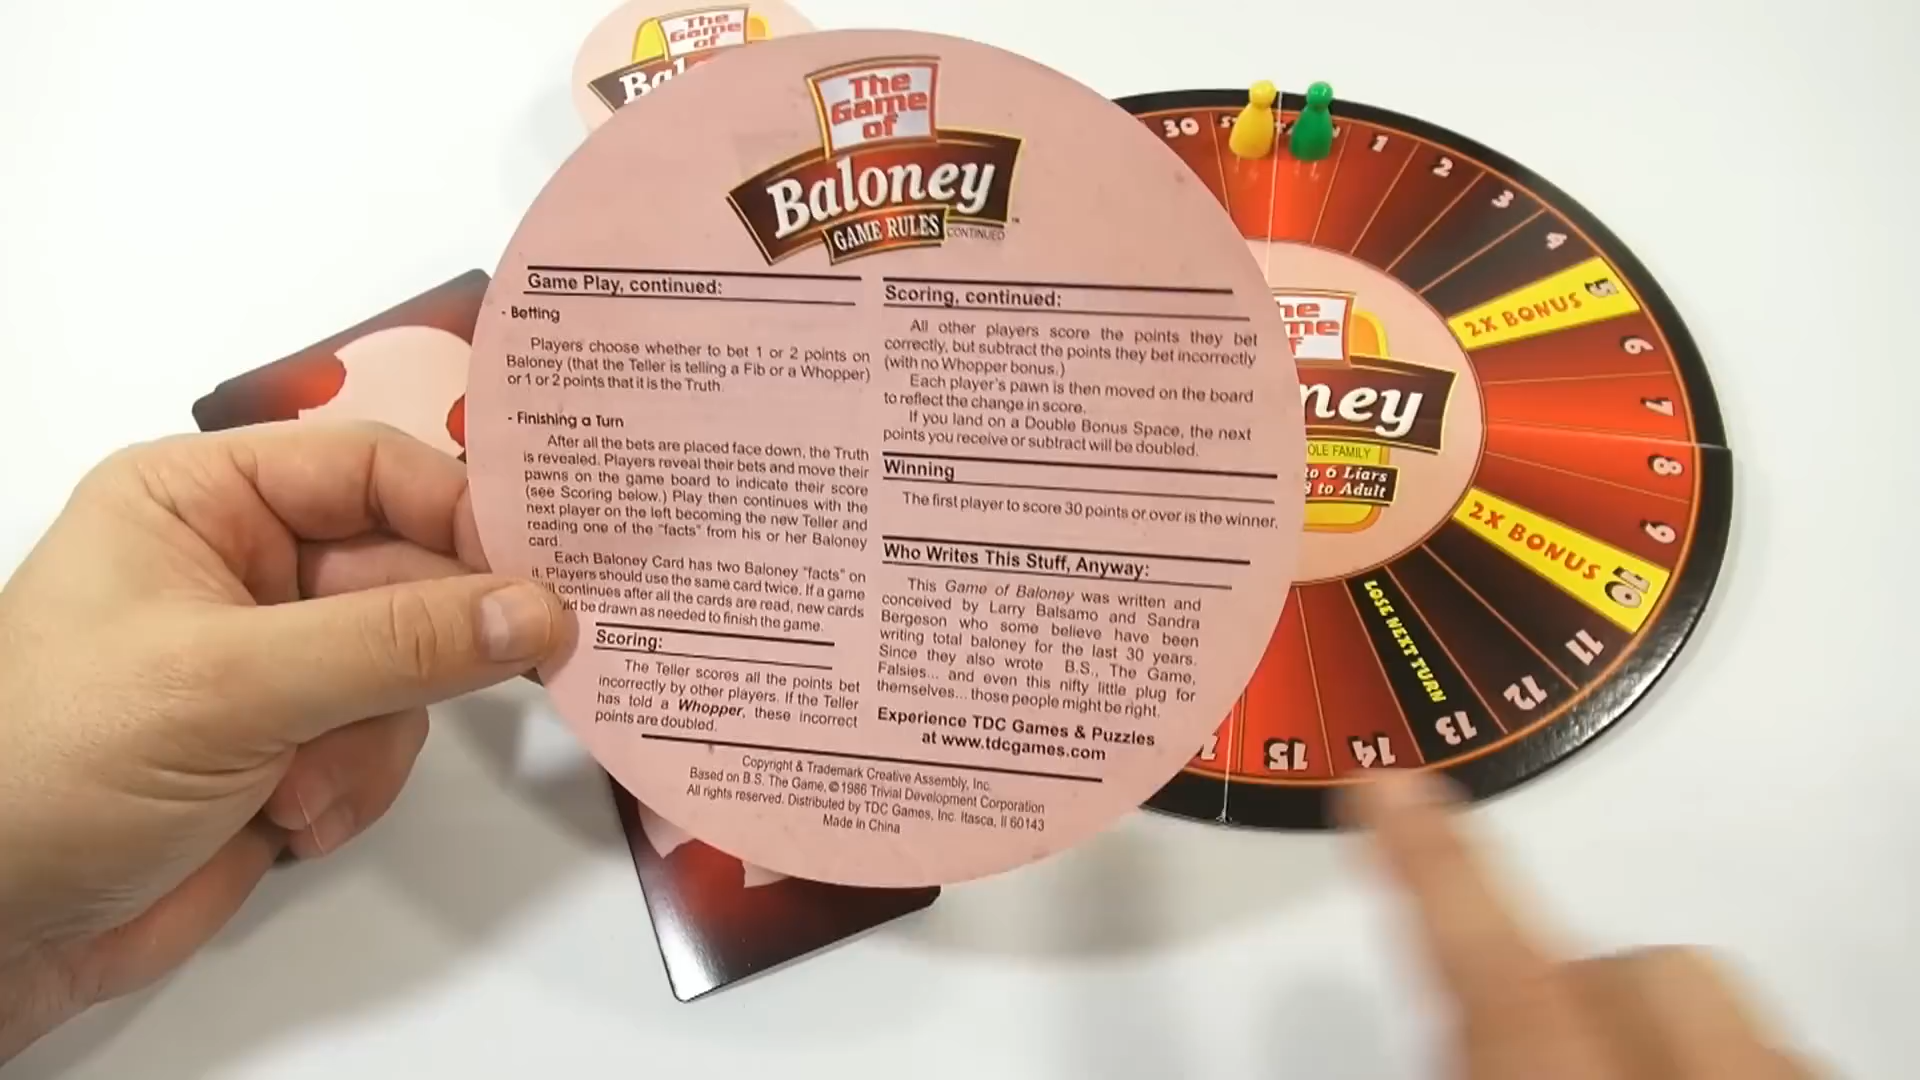 The
Game
of
The
Game
of
Baloney
GAME RULES CONTINUED
™
Game Play, continued:
- Betting
Players choose whether to bet 1 or 2 points on
Baloney (that the Teller is telling a Fib or a Whopper)
or 1 or 2 points that it is the Truth.
- Finishing a Turn
After all the bets are placed face down, the Truth
is revealed. Players reveal their bets and move their
pawns on the game board to indicate their score
(see Scoring below.) Play then continues with the
next player on the left becoming the new Teller and
reading one of the "facts" from his or her Baloney
card.
Each Baloney Card has two Baloney "facts" on
it. Players should use the same card twice. If a game
continues after all the cards are read, new cards
be drawn as needed to finish the game.
Scoring:
The Teller scores all the points bet
incorrectly by other players. If the Teller
has told a Whopper, these incorrect
points are doubled.
Scoring, continued:
All other players score the points they bet
correctly, but subtract the points they bet incorrectly
(with no Whopper bonus.)
Each player's pawn is then moved on the board
to reflect the change in score.
If you land on a Double Bonus Space, the next
points you receive or subtract will be doubled.
Winning
The first player to score 30 points or over is the winner.
Who Writes This Stuff, Anyway:
This Game of Baloney was written and
conceived by Larry Balsamo and Sandra
Bergeson who some believe have been
writing total baloney for the last 30 years.
Since they also wrote B.S., The Game,
Falsies... and even this nifty little plug for
themselves... those people might be right.
Experience TDC Games & Puzzles
at www.tdcgames.com
Copyright & Trademark Creative Assembly, Inc.
Based on B.S. The Game, ©1986 Trivial Development Corporation
All rights reserved. Distributed by TDC Games, Inc. Itasca, Il 60143
Made in China
30
1
2
3
4
2X BONUS 5
6
7
8
9
2X BONUS 10
11
12
LOSE NEXT TURN 13
14
15
ney
OLE FAMILY
to 6 Liars
8 to Adult